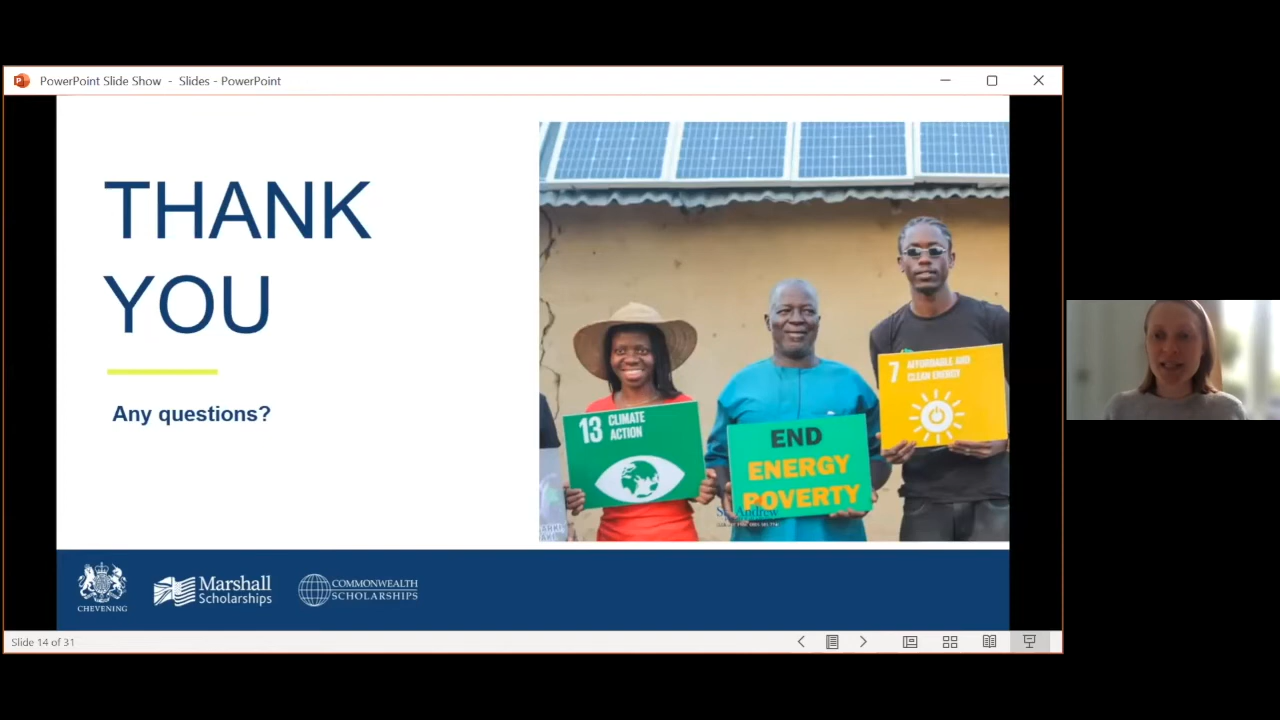 PowerPoint Slide Show - Slides - PowerPoint
THANK
YOU
Any questions?
13 CLIMATE
ACTION
END
ENERGY
POVERTY
7 AFFORDABLE AND
CLEAN ENERGY
CHEVENING
Marshall
Scholarships
COMMONWEALTH
SCHOLARSHIPS
Slide 14 of 31